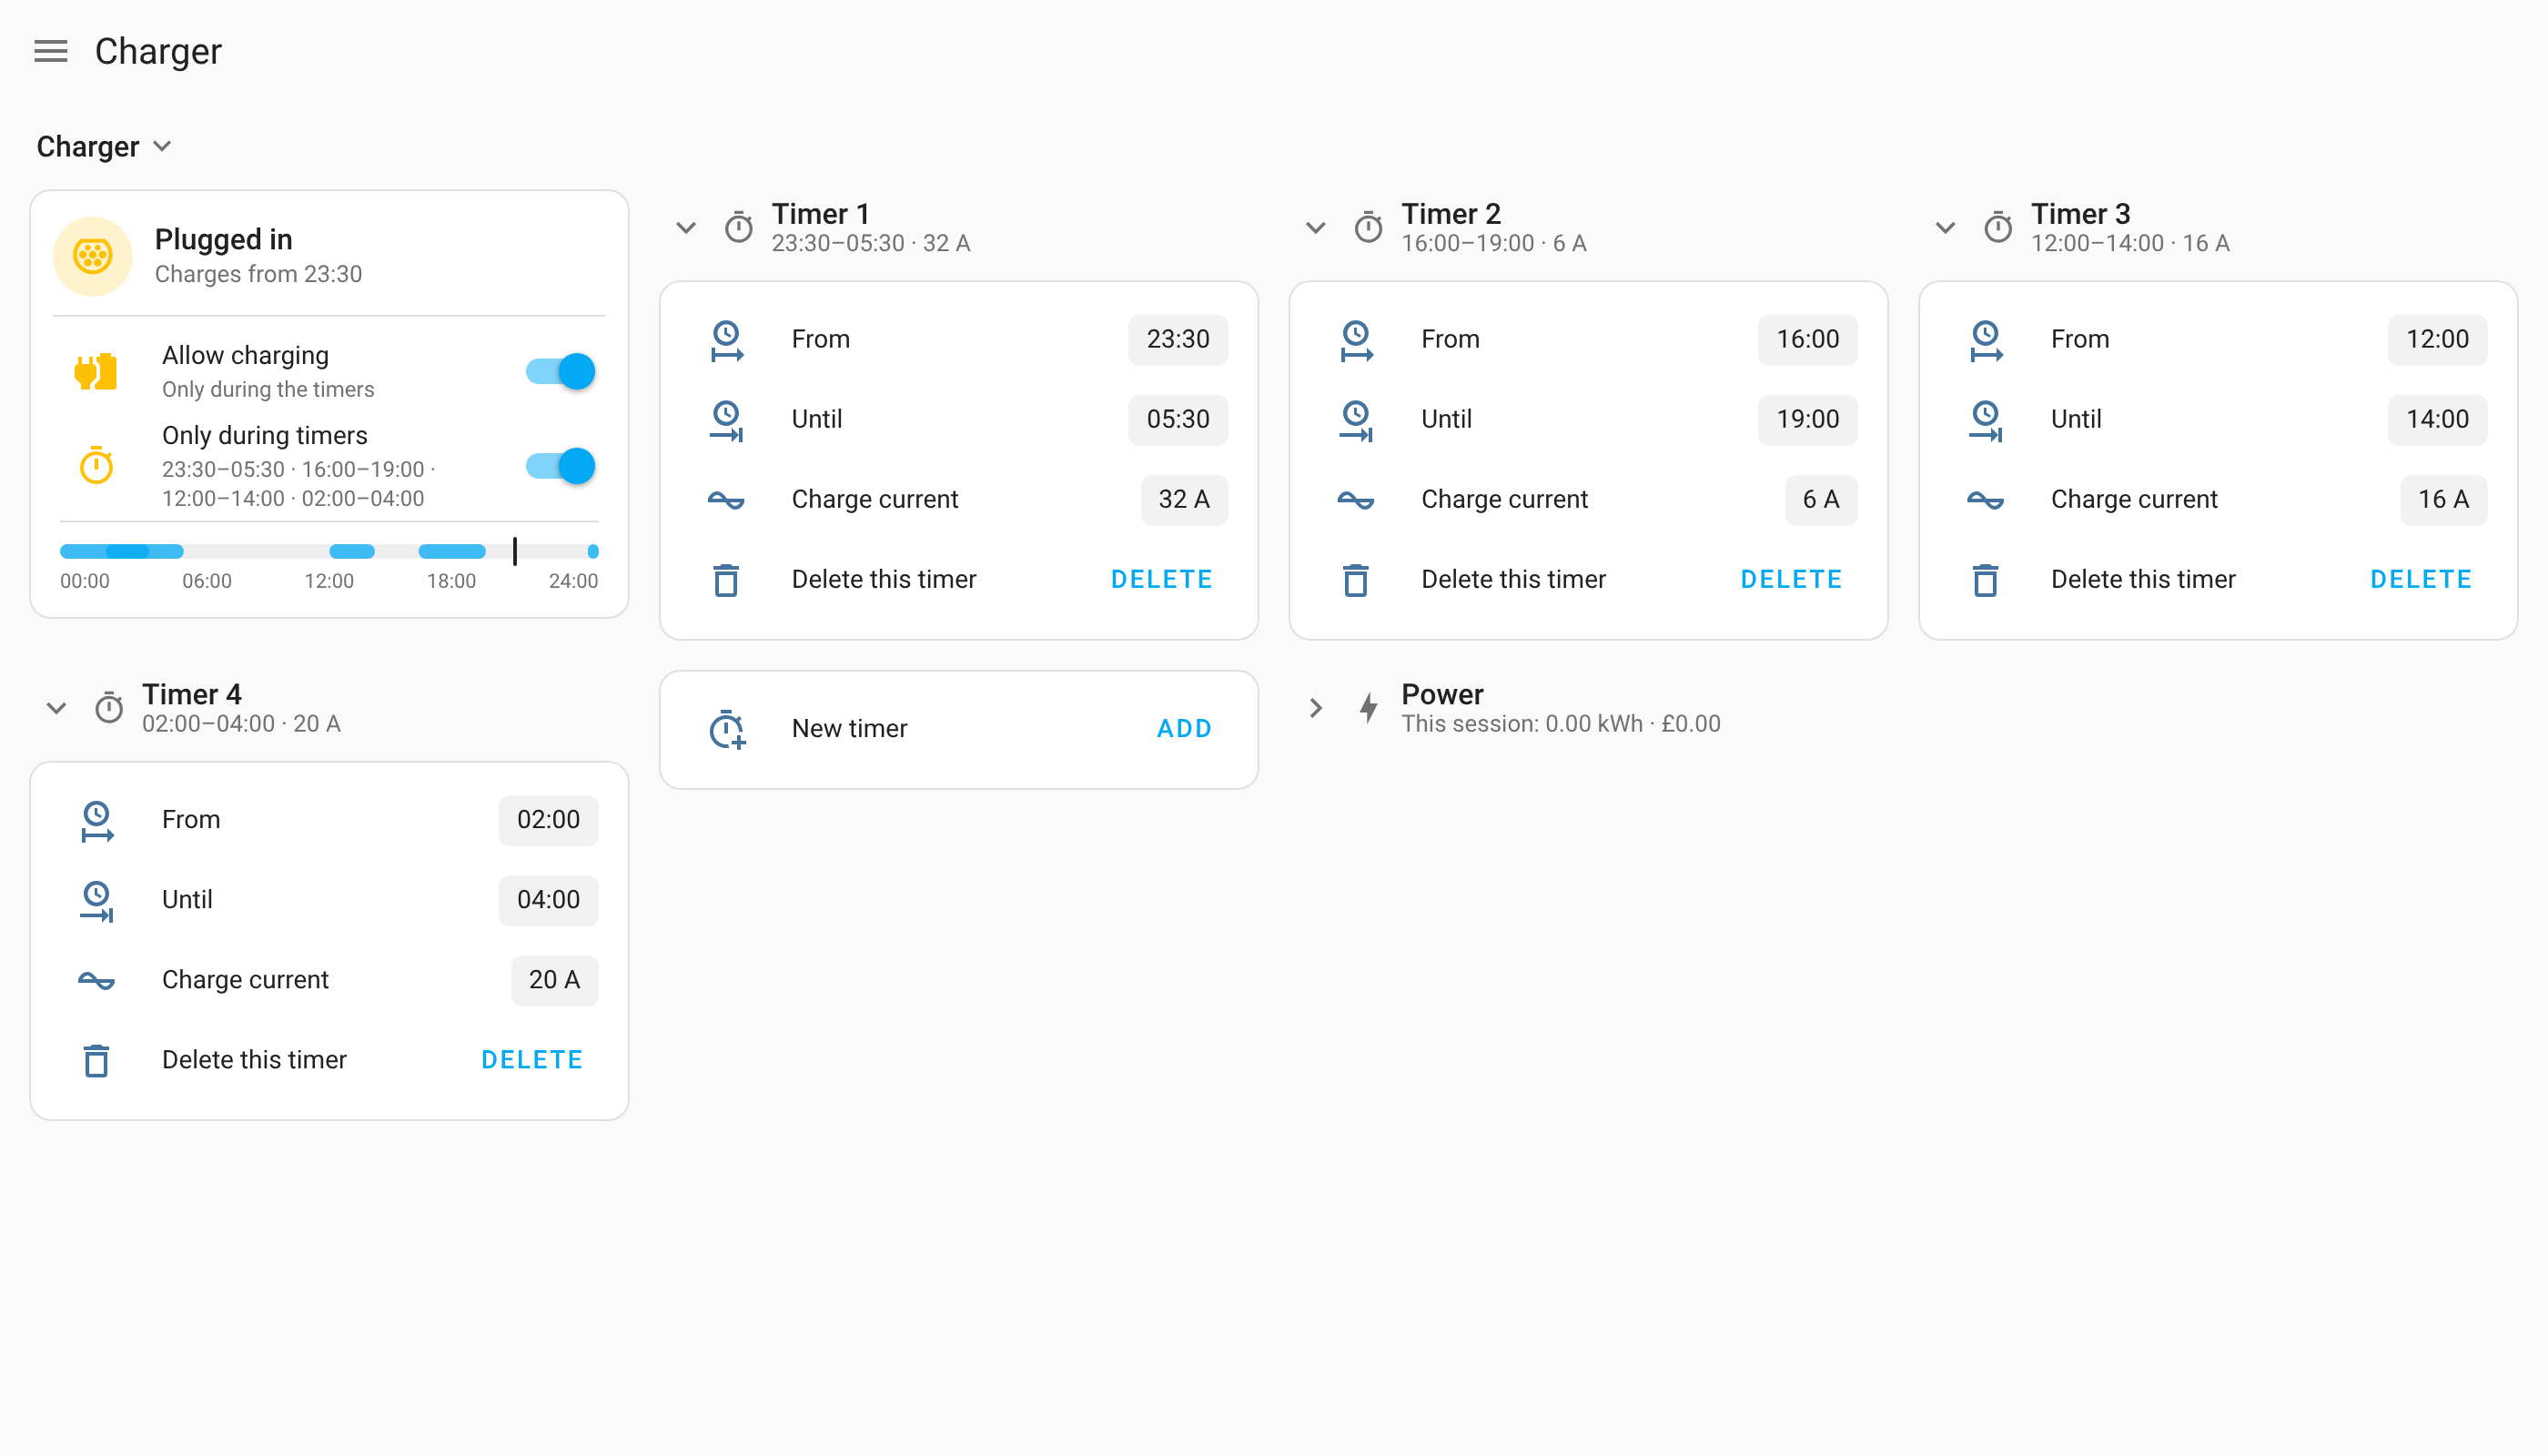 Charger
Charger
Plugged in
Charges from 23:30
Allow charging
Only during the timers
Only during timers
23:30–05:30 · 16:00–19:00 ·
12:00–14:00 · 02:00–04:00
00:00 06:00 12:00 18:00 24:00
Timer 1
23:30–05:30 · 32 A
From 23:30
Until 05:30
Charge current 32 A
Delete this timer DELETE
Timer 2
16:00–19:00 · 6 A
From 16:00
Until 19:00
Charge current 6 A
Delete this timer DELETE
Timer 3
12:00–14:00 · 16 A
From 12:00
Until 14:00
Charge current 16 A
Delete this timer DELETE
Timer 4
02:00–04:00 · 20 A
From 02:00
Until 04:00
Charge current 20 A
Delete this timer DELETE
New timer ADD
Power
This session: 0.00 kWh · £0.00